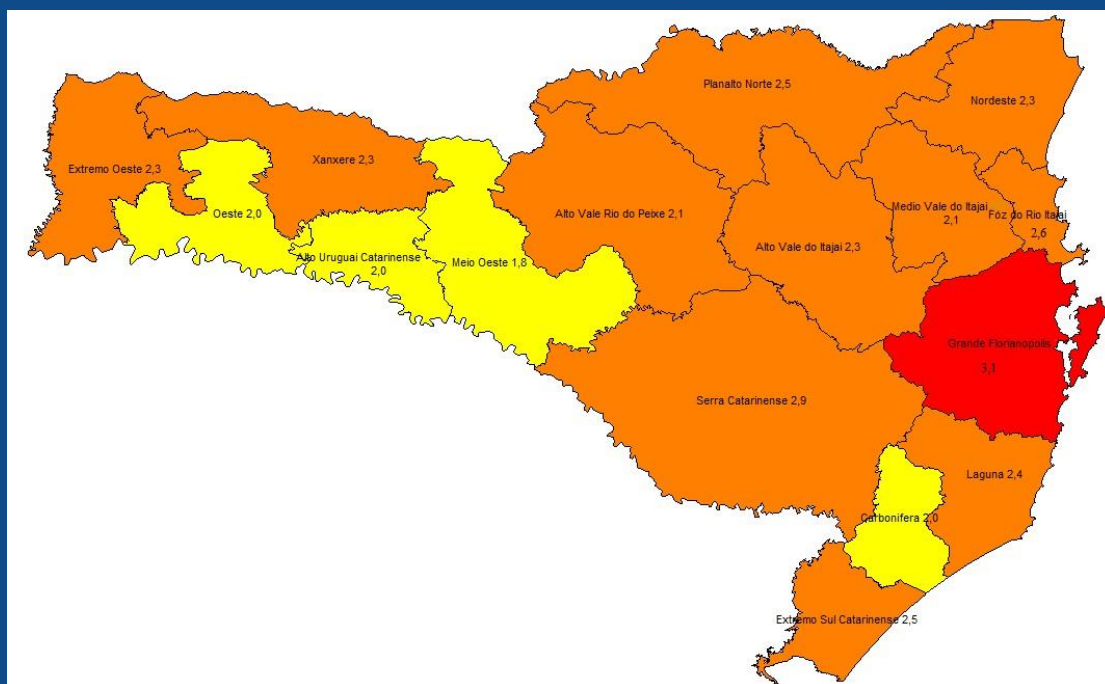 Planalto Norte 2,5
Nordeste 2,3
Xanxere 2,3
Extremo Oeste 2,3
Oeste 2,0
Alto Vale Rio do Peixe 2,1
Medio Vale do Itajai
2,1
Fóz do Rio Itajai
2,6
Alto Vale do Itajai 2,3
Alto Uruguai Catarinense
2,0
Meio Oeste 1,8
Grande Florianopolis
3,1
Serra Catarinense 2,9
Laguna 2,4
Carbonifera 2,0
Extremo Sul Catarinense 2,5